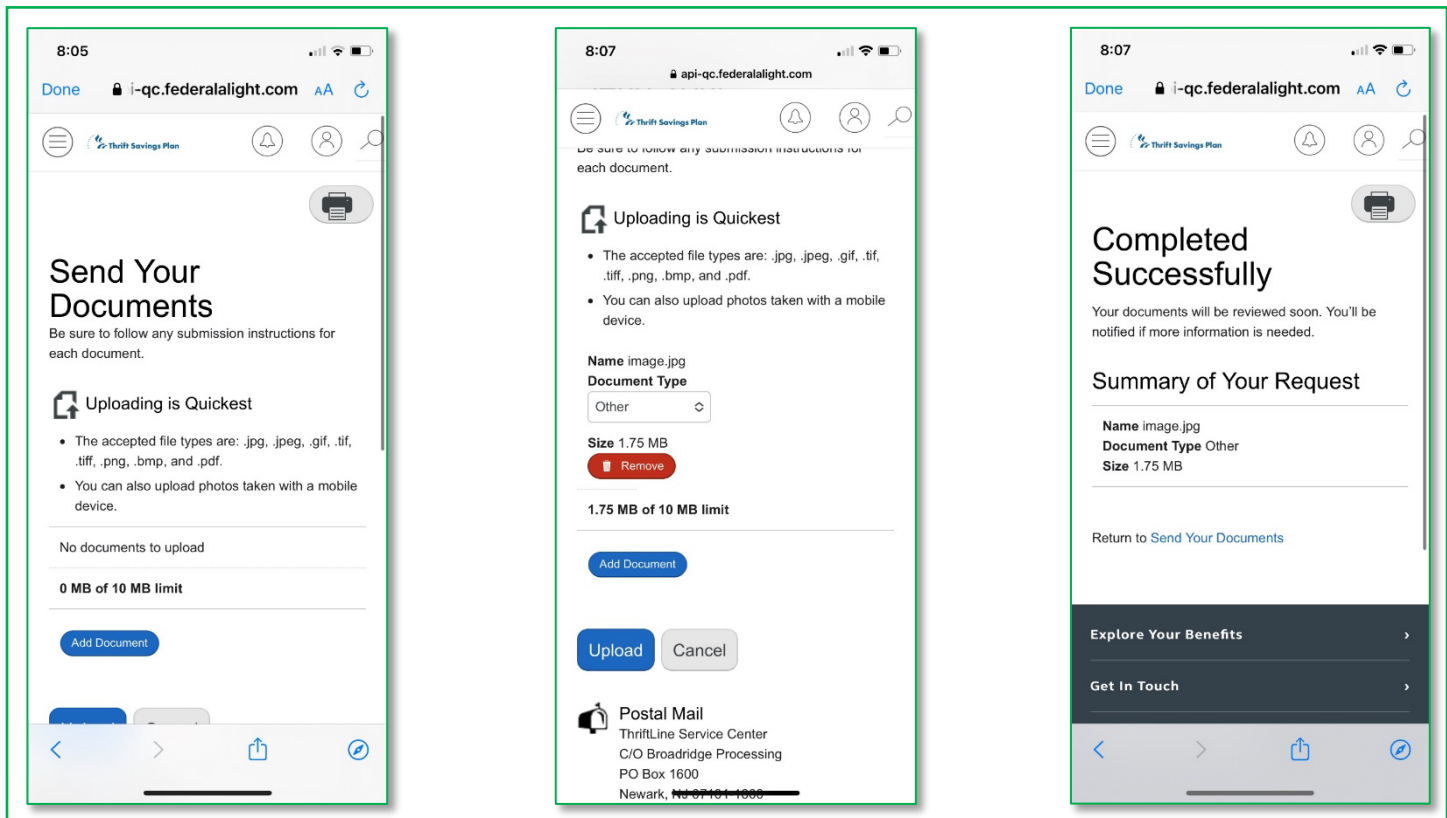 8:05
Done i-qc.federalalight.com AA
Thrift Savings Plan
Send Your
Documents
Be sure to follow any submission instructions for
each document.
Uploading is Quickest
• The accepted file types are: .jpg, .jpeg, .gif, .tif,
.tiff, .png, .bmp, and .pdf.
• You can also upload photos taken with a mobile
device.
No documents to upload
0 MB of 10 MB limit
Add Document
8:07
api-qc.federalalight.com
Thrift Savings Plan
Be sure to follow any submission instructions for
each document.
Uploading is Quickest
• The accepted file types are: .jpg, .jpeg, .gif, .tif,
.tiff, .png, .bmp, and .pdf.
• You can also upload photos taken with a mobile
device.
Name image.jpg
Document Type
Other
Size 1.75 MB
Remove
1.75 MB of 10 MB limit
Add Document
Upload Cancel
Postal Mail
ThriftLine Service Center
C/O Broadridge Processing
PO Box 1600
Newark,
8:07
Done i-qc.federalalight.com AA
Thrift Savings Plan
Completed
Successfully
Your documents will be reviewed soon. You'll be
notified if more information is needed.
Summary of Your Request
Name image.jpg
Document Type Other
Size 1.75 MB
Return to Send Your Documents
Explore Your Benefits
Get In Touch